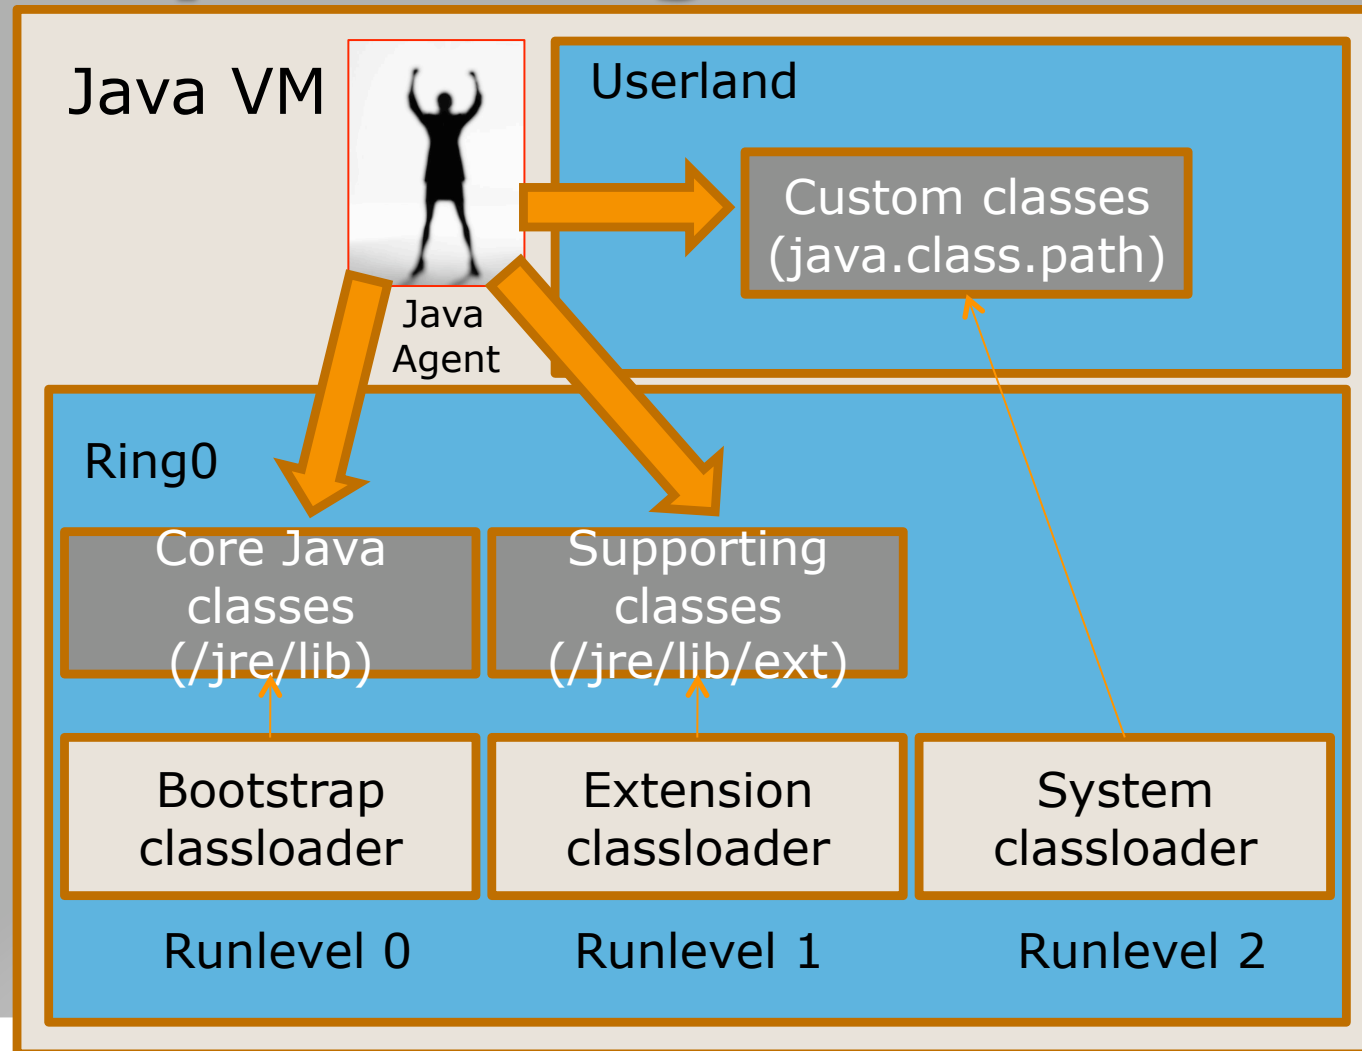 Java VM
Userland
Custom classes
(java.class.path)
Java
Agent
Ring0
Core Java
classes
(/jre/lib)
Supporting
classes
(/jre/lib/ext)
Bootstrap
classloader
Extension
classloader
System
classloader
Runlevel 0
Runlevel 1
Runlevel 2